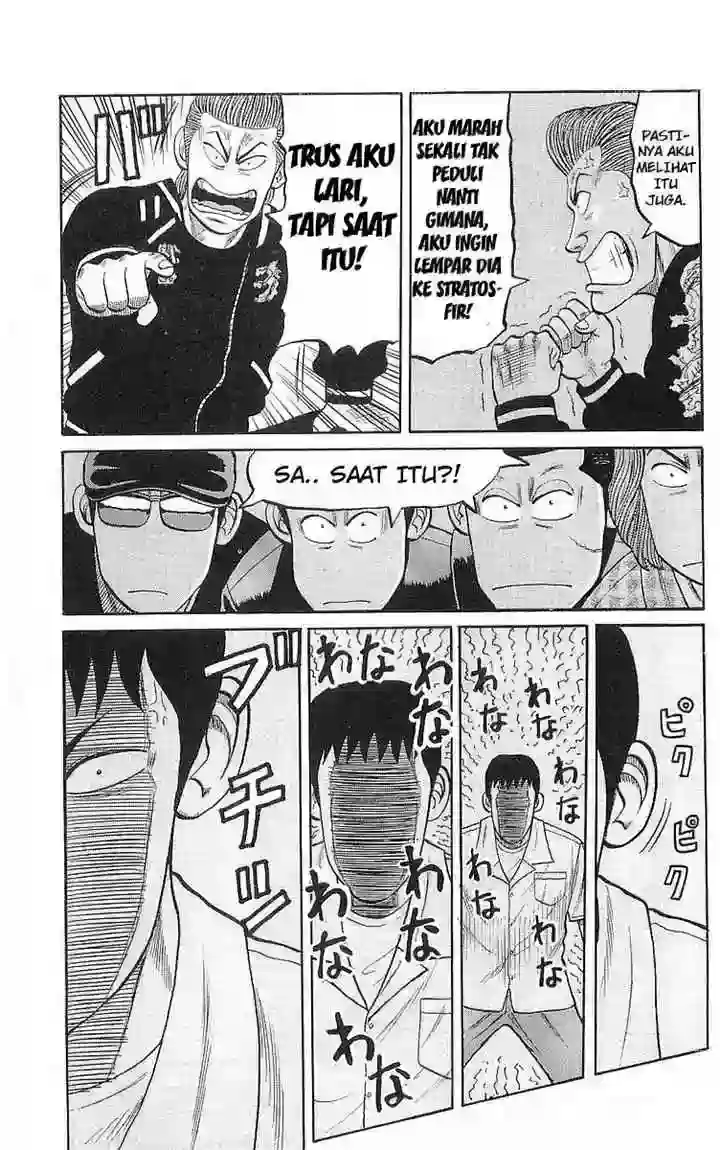 PASTI-
NYA AKU
MELIHAT
ITU
JUGA.
AKU MARAH
SEKALI TAK
PEDULI
NANTI
GIMANA,
AKU INGIN
LEMPAR DIA
KE STRATOS-
FIR!
TRUS AKU
LARI,
TAPI SAAT
ITU!
SA.. SAAT ITU?!
ピク
ピク
わな
わな
わな
わな
わな
わな
わな
わな
わな
わな
ブチッ